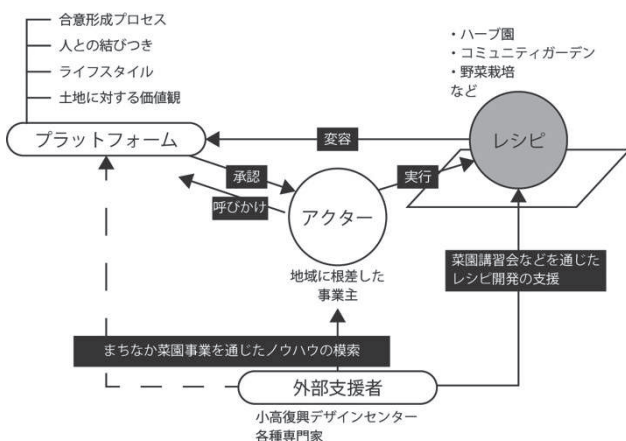 合意形成プロセス
人との結びつき
ライフスタイル
土地に対する価値観
プラットフォーム
・ハーブ園
・コミュニティガーデン
・野菜栽培
など
レシピ
変容
承認
呼びかけ
実行
アクター
地域に根差した
事業主
菜園講習会などを通じた
レシピ開発の支援
まちなか菜園事業を通じたノウハウの模索
外部支援者
小高復興デザインセンター
各種専門家